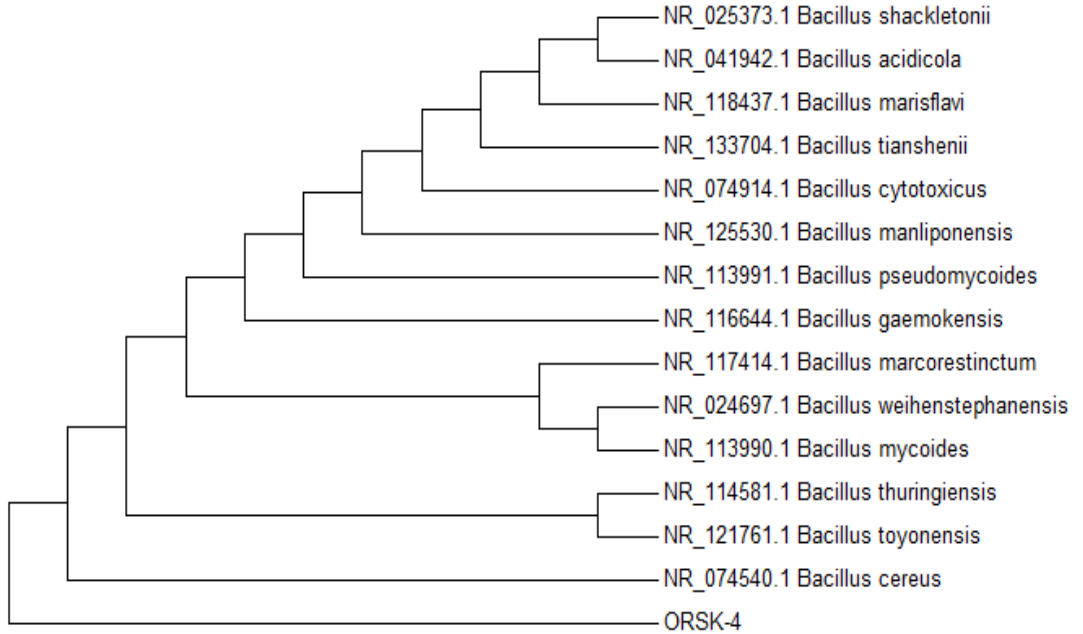 NR_025373.1 Bacillus shackletonii
NR_041942.1 Bacillus acidicola
NR_118437.1 Bacillus marisflavi
NR_133704.1 Bacillus tianshenii
NR_074914.1 Bacillus cytotoxicus
NR_125530.1 Bacillus manliponensis
NR_113991.1 Bacillus pseudomycoides
NR_116644.1 Bacillus gaemokensis
NR_117414.1 Bacillus marcorestinctum
NR_024697.1 Bacillus weihenstephanensis
NR_113990.1 Bacillus mycoides
NR_114581.1 Bacillus thuringiensis
NR_121761.1 Bacillus toyonensis
NR_074540.1 Bacillus cereus
ORSK-4